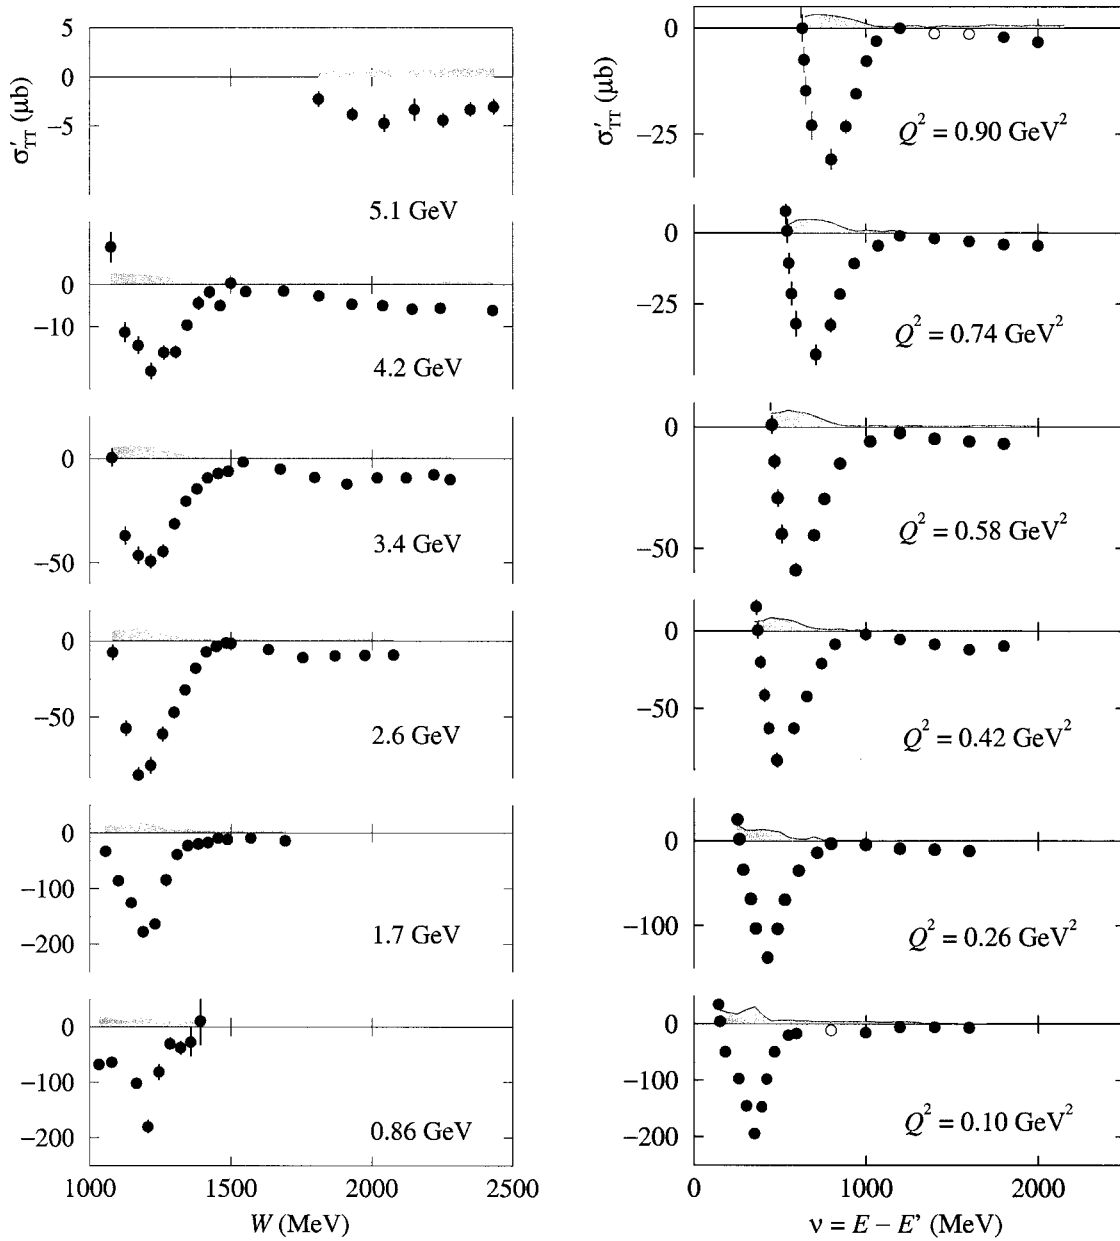 σ′TT (μb)
5
0
−5
5.1 GeV
0
−10
4.2 GeV
0
−50
3.4 GeV
0
−50
2.6 GeV
0
−100
−200
1.7 GeV
0
−100
−200
0.86 GeV
1000 1500 2000 2500
W (MeV)
σ′TT (μb)
0
−25
Q² = 0.90 GeV²
0
−25
Q² = 0.74 GeV²
0
−50
Q² = 0.58 GeV²
0
−50
Q² = 0.42 GeV²
0
−100
Q² = 0.26 GeV²
0
−100
−200
Q² = 0.10 GeV²
0 1000 2000
ν = E − E' (MeV)